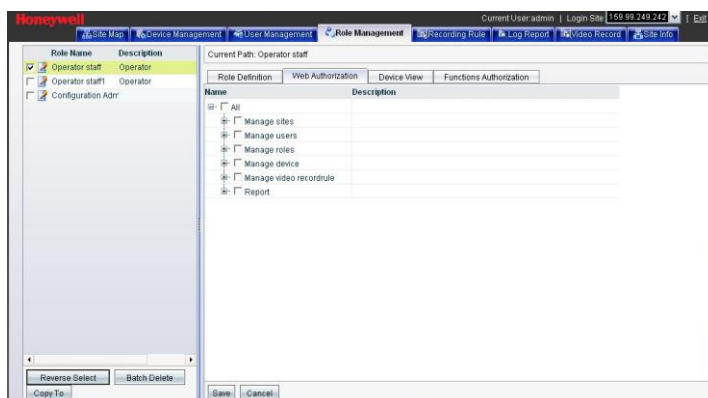 Honeywell
Current User:admin | Login Site 159.99.249.242 | [ Exit
Site Map Device Management User Management Role Management Recording Rule Log Report Video Record Site Info
Role Name Description
Operator staff Operator
Operator staff1 Operator
Configuration Adm
Current Path: Operator staff
Role Definition Web Authorization Device View Functions Authorization
Name Description
All
Manage sites
Manage users
Manage roles
Manage device
Manage video recordrule
Report
Reverse Select Batch Delete
Copy To
Save Cancel